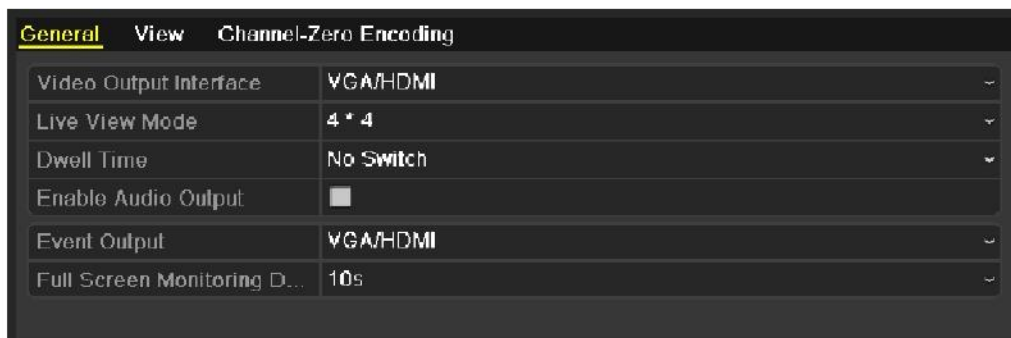 General View Channel-Zero Encoding
Video Output Interface VGA/HDMI
Live View Mode 4 * 4
Dwell Time No Switch
Enable Audio Output
Event Output VGA/HDMI
Full Screen Monitoring D... 10s